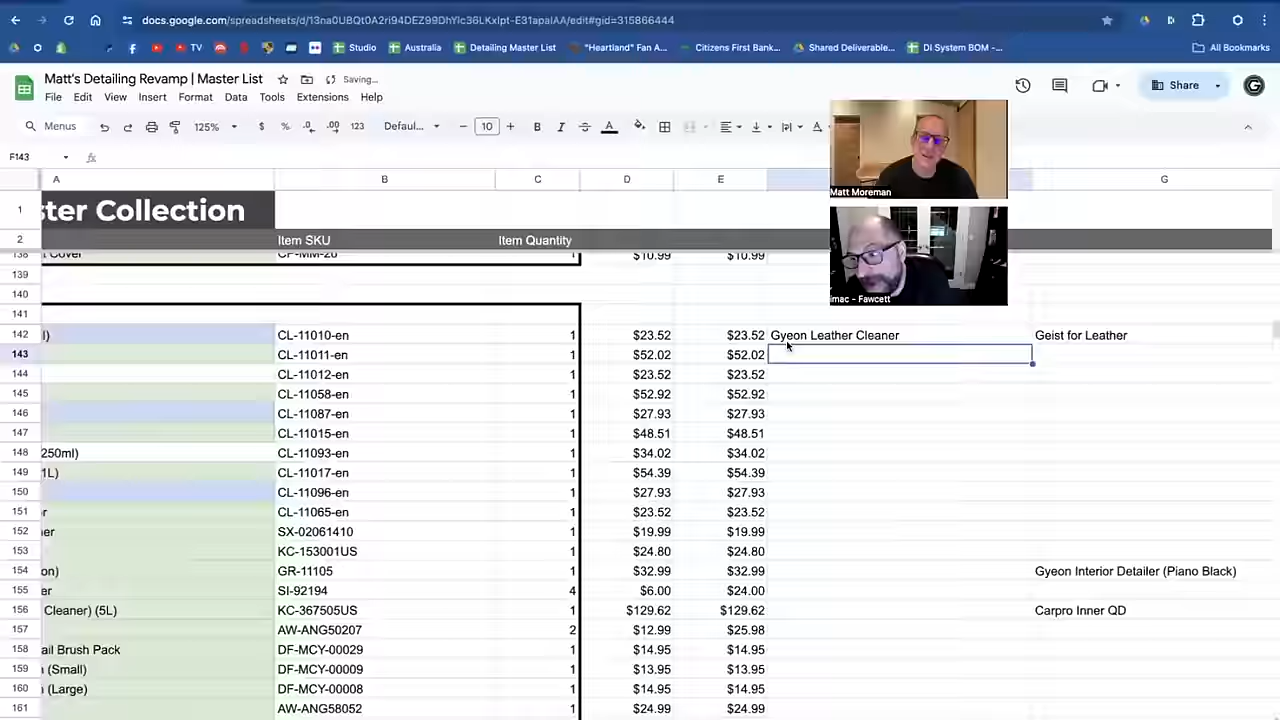 docs.google.com/spreadsheets/d/13na0UBQt0A2ri94DEZ99DhYlc36LKxIpt-E31apaIAA/edit#gid=315866444
TV Studio Australia Detailing Master List "Heartland" Fan A... Citizens First Bank... Shared Deliverable... DI System BOM -... All Bookmarks
Matt's Detailing Revamp | Master List Saving...
File Edit View Insert Format Data Tools Extensions Help Share
Menus 125% $ % .0 .00 123 Defaul... 10 B I A
F143 fx
A B C D E G
1 ster Collection
2 Item SKU Item Quantity
138 t Cover CP-MM-20 1 $10.99 $10.99
139
140
141
142 l) CL-11010-en 1 $23.52 $23.52 Gyeon Leather Cleaner Geist for Leather
143 CL-11011-en 1 $52.02 $52.02
144 CL-11012-en 1 $23.52 $23.52
145 CL-11058-en 1 $52.92 $52.92
146 CL-11087-en 1 $27.93 $27.93
147 CL-11015-en 1 $48.51 $48.51
148 250ml) CL-11093-en 1 $34.02 $34.02
149 1L) CL-11017-en 1 $54.39 $54.39
150 CL-11096-en 1 $27.93 $27.93
151 or CL-11065-en 1 $23.52 $23.52
152 ner SX-02061410 1 $19.99 $19.99
153 KC-153001US 1 $24.80 $24.80
154 on) GR-11105 1 $32.99 $32.99 Gyeon Interior Detailer (Piano Black)
155 er SI-92194 4 $6.00 $24.00
156 Cleaner) (5L) KC-367505US 1 $129.62 $129.62 Carpro Inner QD
157 AW-ANG50207 2 $12.99 $25.98
158 ail Brush Pack DF-MCY-00029 1 $14.95 $14.95
159 (Small) DF-MCY-00009 1 $13.95 $13.95
160 (Large) DF-MCY-00008 1 $14.95 $14.95
161 AW-ANG58052 1 $24.99 $24.99
Matt Moreman
imac - Fawcett